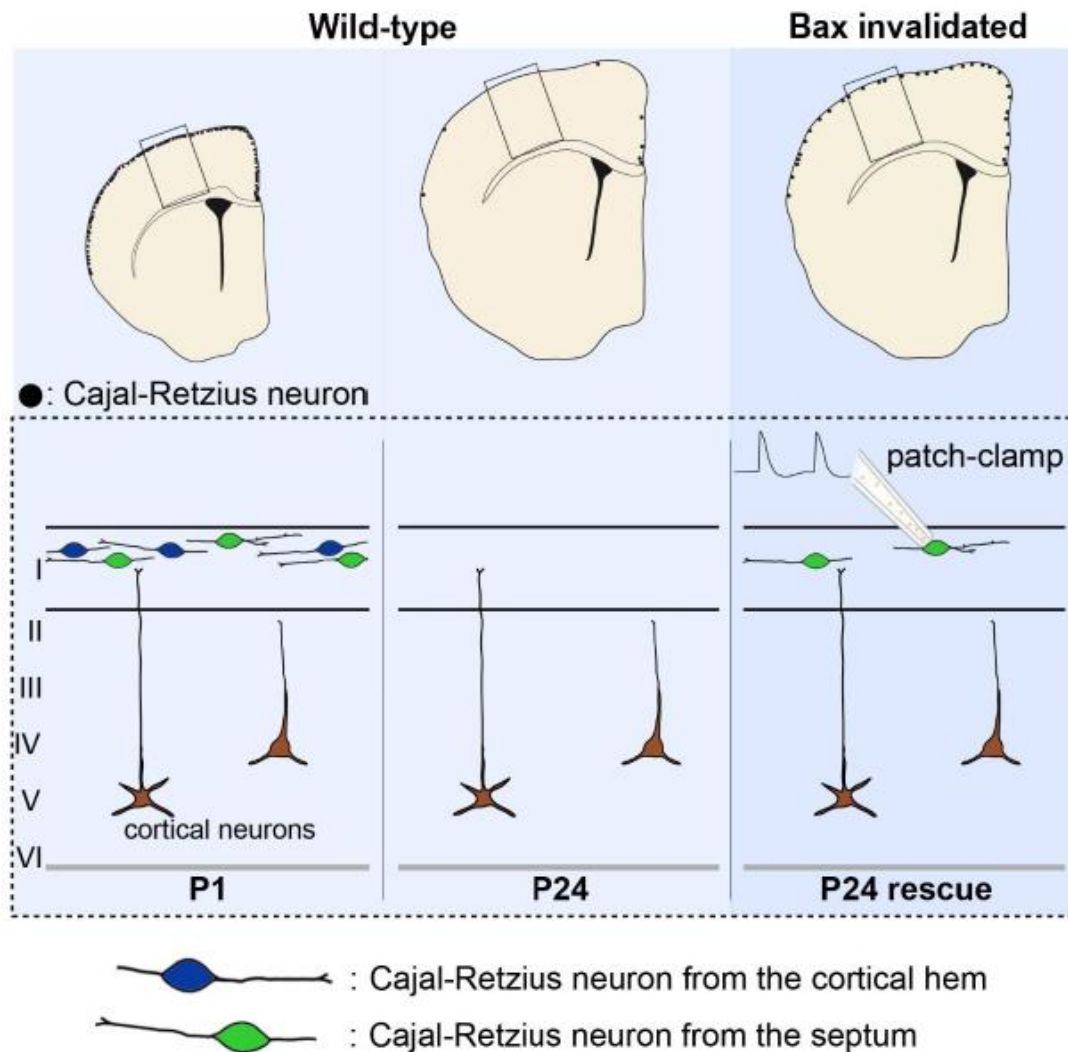 Wild-type
Bax invalidated
: Cajal-Retzius neuron
patch-clamp
I
II
III
IV
V
cortical neurons
VI
P1
P24
P24 rescue
: Cajal-Retzius neuron from the cortical hem
: Cajal-Retzius neuron from the septum